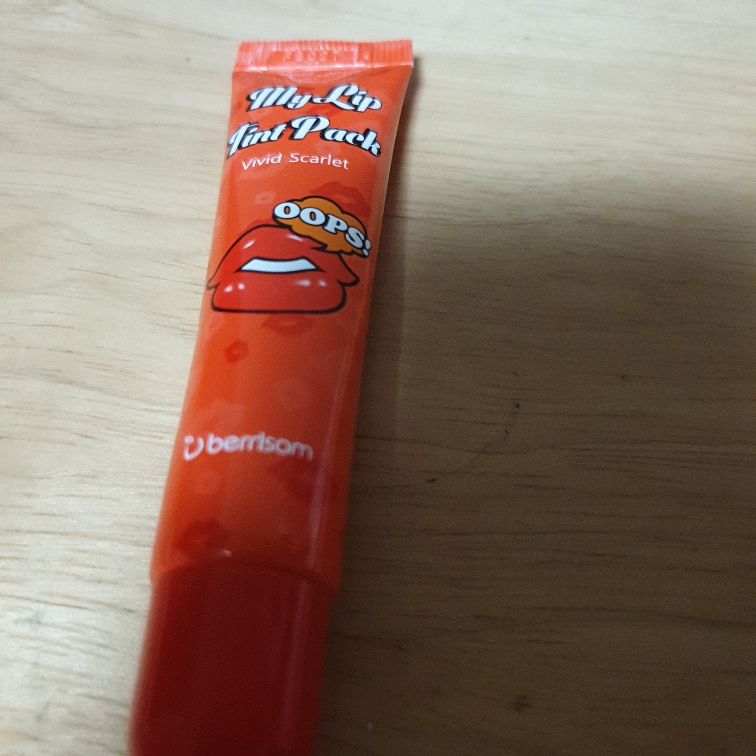 My Lip
Tint Pack
Vivid Scarlet
OOPS!
berrisom